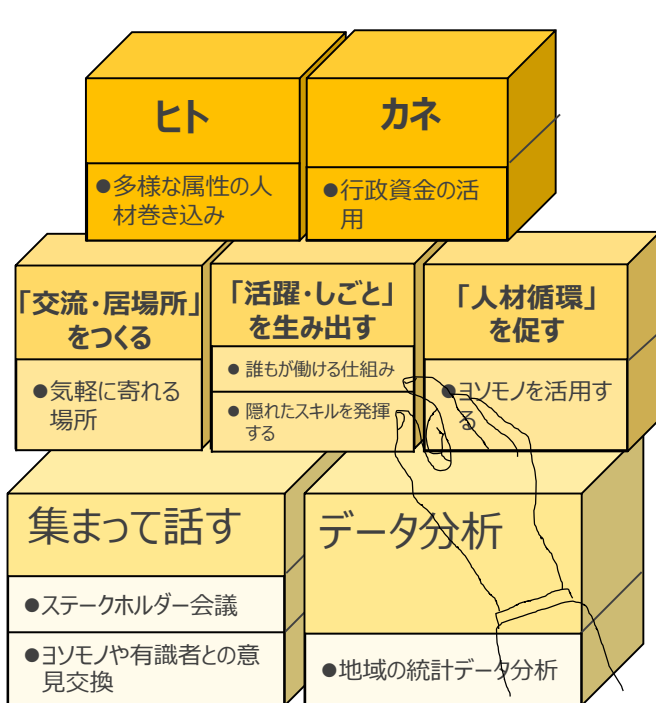 ヒト
●多様な属性の人
材巻き込み
カネ
●行政資金の活
用
「交流・居場所」
をつくる
●気軽に寄れる
場所
「活躍・しごと」
を生み出す
● 誰もが働ける仕組み
● 隠れたスキルを発揮
する
「人材循環」
を促す
●ヨソモノを活用す
る
集まって話す
●ステークホルダー会議
●ヨソモノや有識者との意
見交換
データ分析
●地域の統計データ分析